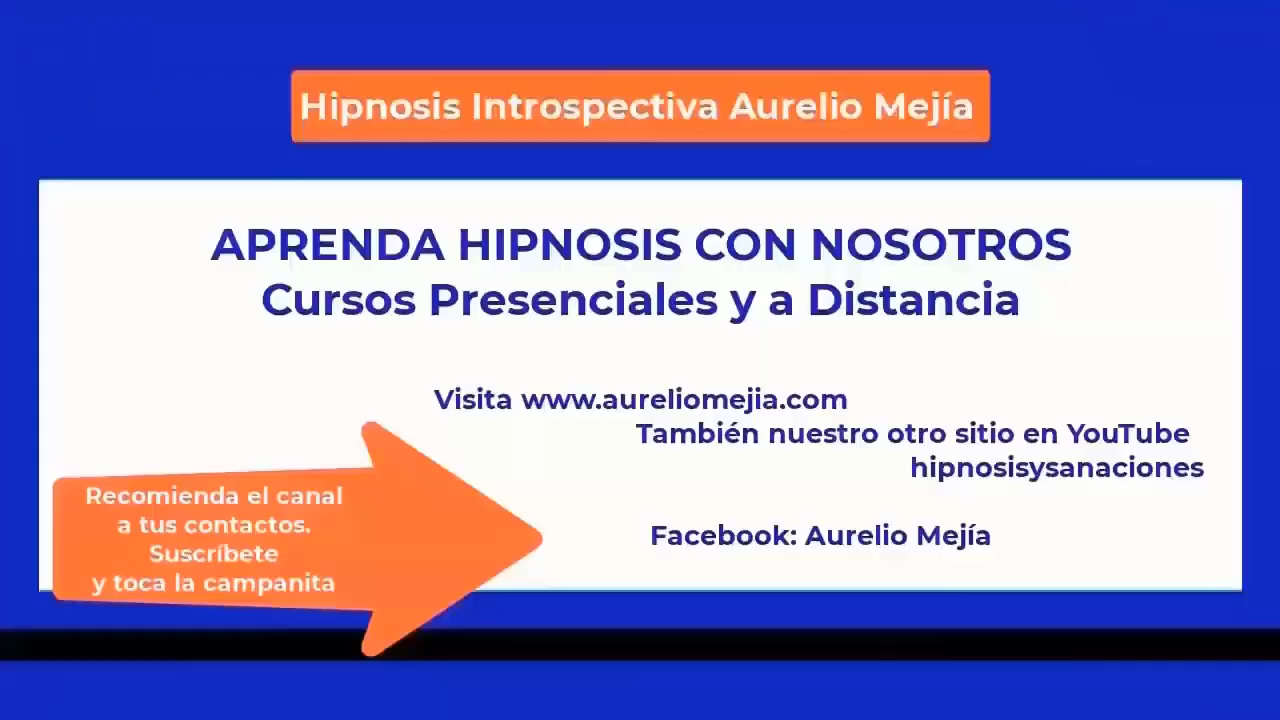 Hipnosis Introspectiva Aurelio Mejía
APRENDA HIPNOSIS CON NOSOTROS
Cursos Presenciales y a Distancia
Visita www.aureliomejia.com
También nuestro otro sitio en YouTube
hipnosisysanaciones
Facebook: Aurelio Mejía
Recomienda el canal
a tus contactos.
Suscríbete
y toca la campanita